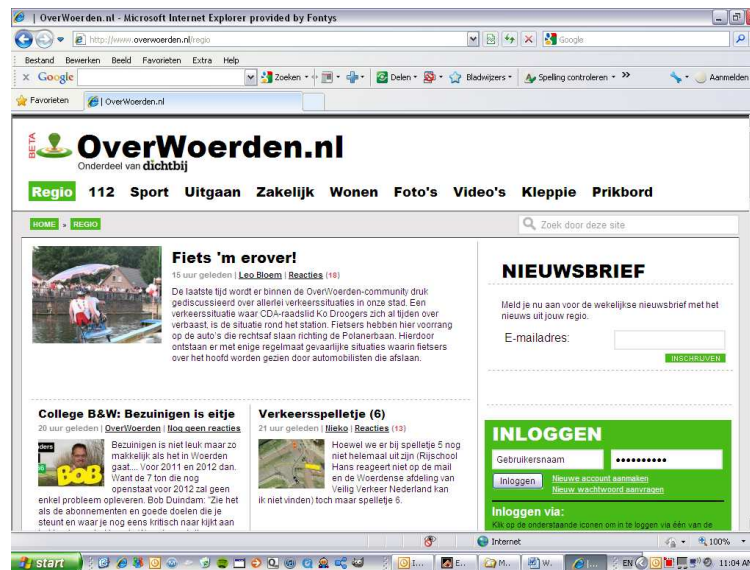 | OverWoerden.nl - Microsoft Internet Explorer provided by Fontys
http://www.overwoerden.nl/regio
Google
Bestand Bewerken Beeld Favorieten Extra Help
x Google Zoeken Delen Bladwijzers Spelling controleren » Aanmelden
Favorieten | OverWoerden.nl
BETA
OverWoerden.nl
Onderdeel van dichtbij
Regio 112 Sport Uitgaan Zakelijk Wonen Foto's Video's Kleppie Prikbord
HOME » REGIO
Zoek door deze site
Fiets 'm erover!
15 uur geleden | Leo Bloem | Reacties (18)
De laatste tijd wordt er binnen de OverWoerden-community druk
gediscussieerd over allerlei verkeerssituaties in onze stad. Een
verkeerssituatie waar CDA-raadslid Ko Droogers zich al tijden over
verbaast, is de situatie rond het station. Fietsers hebben hier voorrang
op de auto's die rechtsaf slaan richting de Polanerbaan. Hierdoor
ontstaan er met enige regelmaat gevaarlijke situaties waarin fietsers
over het hoofd worden gezien door automobilisten die afslaan.
NIEUWSBRIEF
Meld je nu aan voor de wekelijkse nieuwsbrief met het
nieuws uit jouw regio.
E-mailadres:
INSCHRIJVEN
College B&W: Bezuinigen is eitje
20 uur geleden | OverWoerden | Nog geen reacties
BOB
Bezuinigen is niet leuk maar zo
makkelijk als het in Woerden
gaat.... Voor 2011 en 2012 dan.
Want de 7 ton die nog
openstaat voor 2012 zal geen
enkel probleem opleveren. Bob Duindam: "Zie het
als de abonnementen en goede doelen die je
steunt en waar je nog eens kritisch naar kijkt aan
Verkeersspelletje (6)
21 uur geleden | Nieko | Reacties (13)
Hoewel we er bij spelletje 5 nog
niet helemaal uit zijn (Rijschool
Hans reageert niet op de mail
en de Woerdense afdeling van
Veilig Verkeer Nederland kan
ik niet vinden) toch maar spelletje 6.
INLOGGEN
Gebruikersnaam ••••••••••
Inloggen
Nieuwe account aanmaken
Nieuw wachtwoord aanvragen
Inloggen via:
Klik op de onderstaande iconen om in te loggen via één van de
Internet 100%
start I... E.. M... W. |... EN 11:04 AM